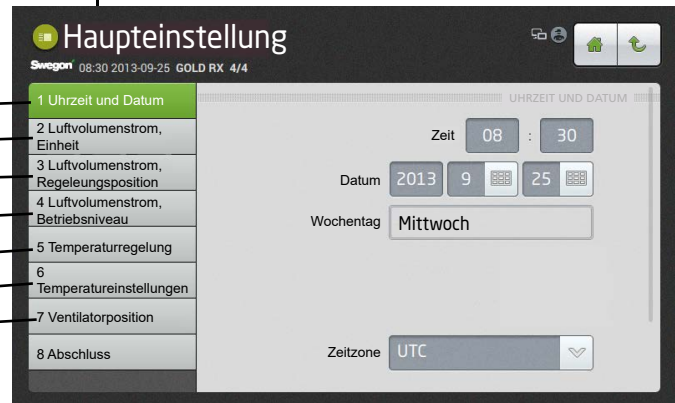 Haupteinstellung
Swegon 08:30 2013-09-25 GOLD RX 4/4
1 Uhrzeit und Datum
2 Luftvolumenstrom,
Einheit
3 Luftvolumenstrom,
Regeleungsposition
4 Luftvolumenstrom,
Betriebsniveau
5 Temperaturregelung
6
Temperatureinstellungen
7 Ventilatorposition
8 Abschluss
UHRZEIT UND DATUM
Zeit 08 : 30
Datum 2013 9 25
Wochentag Mittwoch
Zeitzone UTC